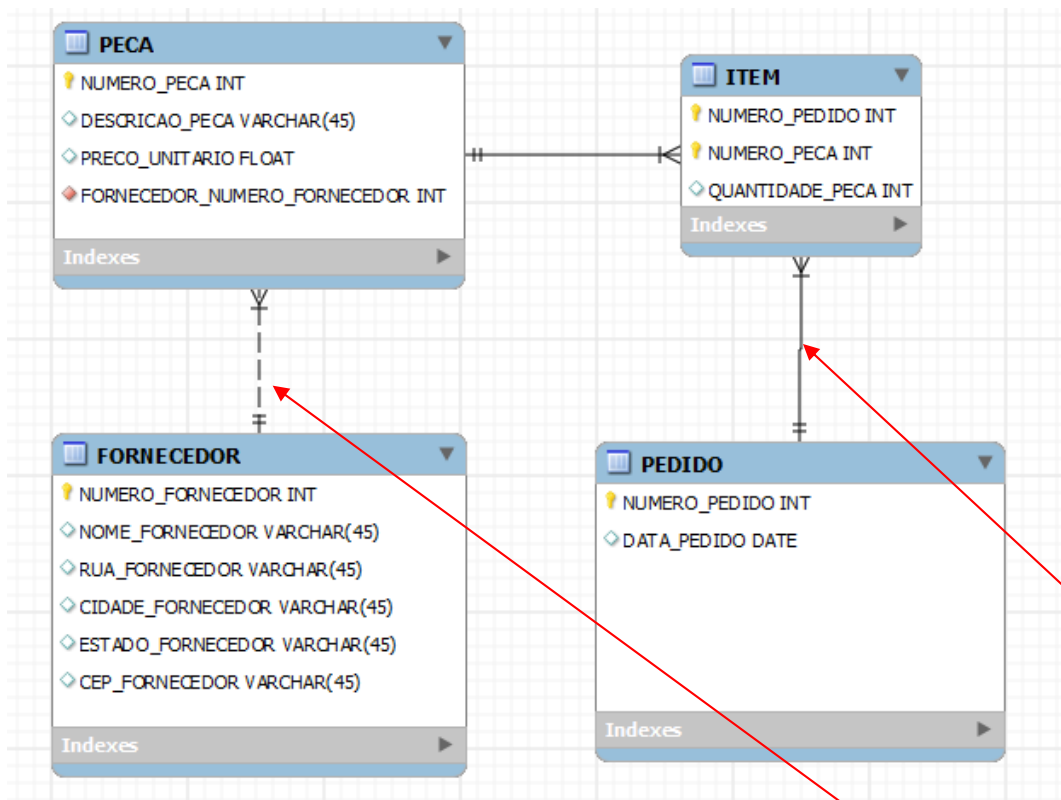 PECA
NUMERO_PECA INT
DESCRICAO_PECA VARCHAR(45)
PRECO_UNITARIO FLOAT
FORNECEDOR_NUMERO_FORNECEDOR INT
Indexes
ITEM
NUMERO_PEDIDO INT
NUMERO_PECA INT
QUANTIDADE_PECA INT
Indexes
FORNECEDOR
NUMERO_FORNECEDOR INT
NOME_FORNECEDOR VARCHAR(45)
RUA_FORNECEDOR VARCHAR(45)
CIDADE_FORNECEDOR VARCHAR(45)
ESTADO_FORNECEDOR VARCHAR(45)
CEP_FORNECEDOR VARCHAR(45)
Indexes
PEDIDO
NUMERO_PEDIDO INT
DATA_PEDIDO DATE
Indexes